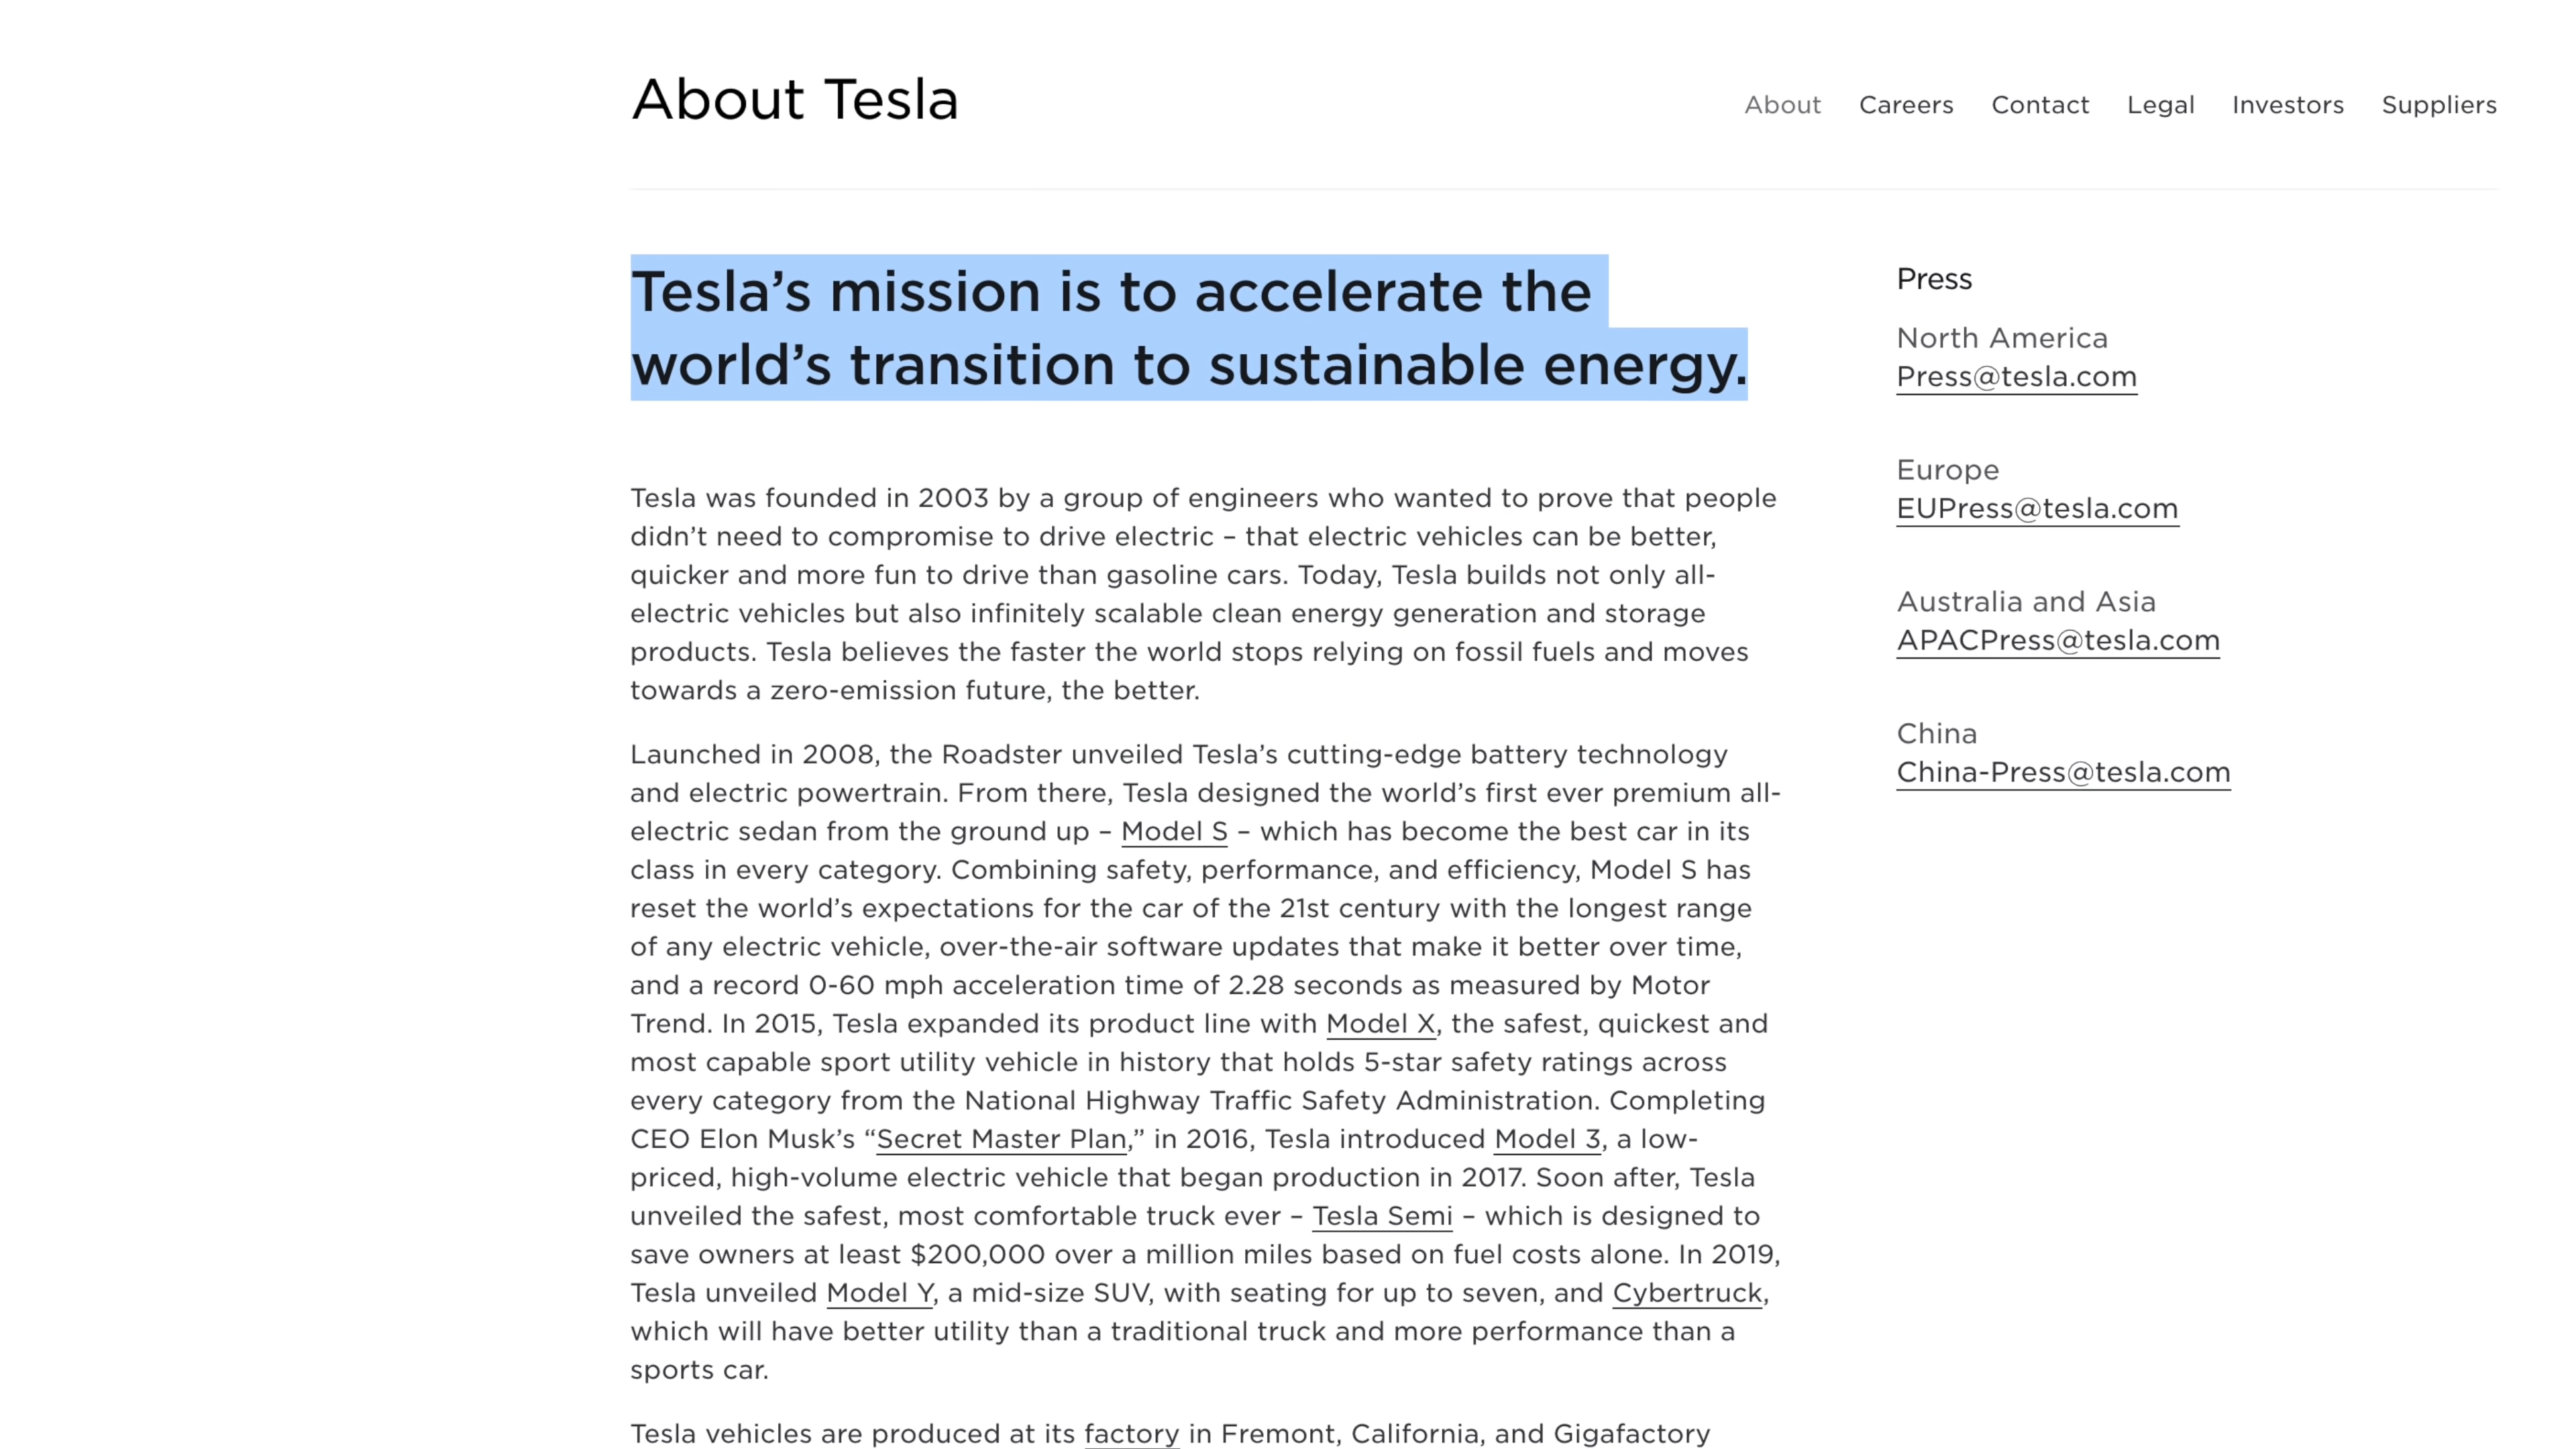 About Tesla
About Careers Contact Legal Investors Suppliers
Tesla’s mission is to accelerate the
world’s transition to sustainable energy.
Tesla was founded in 2003 by a group of engineers who wanted to prove that people
didn’t need to compromise to drive electric – that electric vehicles can be better,
quicker and more fun to drive than gasoline cars. Today, Tesla builds not only all-
electric vehicles but also infinitely scalable clean energy generation and storage
products. Tesla believes the faster the world stops relying on fossil fuels and moves
towards a zero-emission future, the better.
Launched in 2008, the Roadster unveiled Tesla’s cutting-edge battery technology
and electric powertrain. From there, Tesla designed the world’s first ever premium all-
electric sedan from the ground up – Model S – which has become the best car in its
class in every category. Combining safety, performance, and efficiency, Model S has
reset the world’s expectations for the car of the 21st century with the longest range
of any electric vehicle, over-the-air software updates that make it better over time,
and a record 0-60 mph acceleration time of 2.28 seconds as measured by Motor
Trend. In 2015, Tesla expanded its product line with Model X, the safest, quickest and
most capable sport utility vehicle in history that holds 5-star safety ratings across
every category from the National Highway Traffic Safety Administration. Completing
CEO Elon Musk’s “Secret Master Plan,” in 2016, Tesla introduced Model 3, a low-
priced, high-volume electric vehicle that began production in 2017. Soon after, Tesla
unveiled the safest, most comfortable truck ever – Tesla Semi – which is designed to
save owners at least $200,000 over a million miles based on fuel costs alone. In 2019,
Tesla unveiled Model Y, a mid-size SUV, with seating for up to seven, and Cybertruck,
which will have better utility than a traditional truck and more performance than a
sports car.
Tesla vehicles are produced at its factory in Fremont, California, and Gigafactory
Press
North America
Press@tesla.com
Europe
EUPress@tesla.com
Australia and Asia
APACPress@tesla.com
China
China-Press@tesla.com